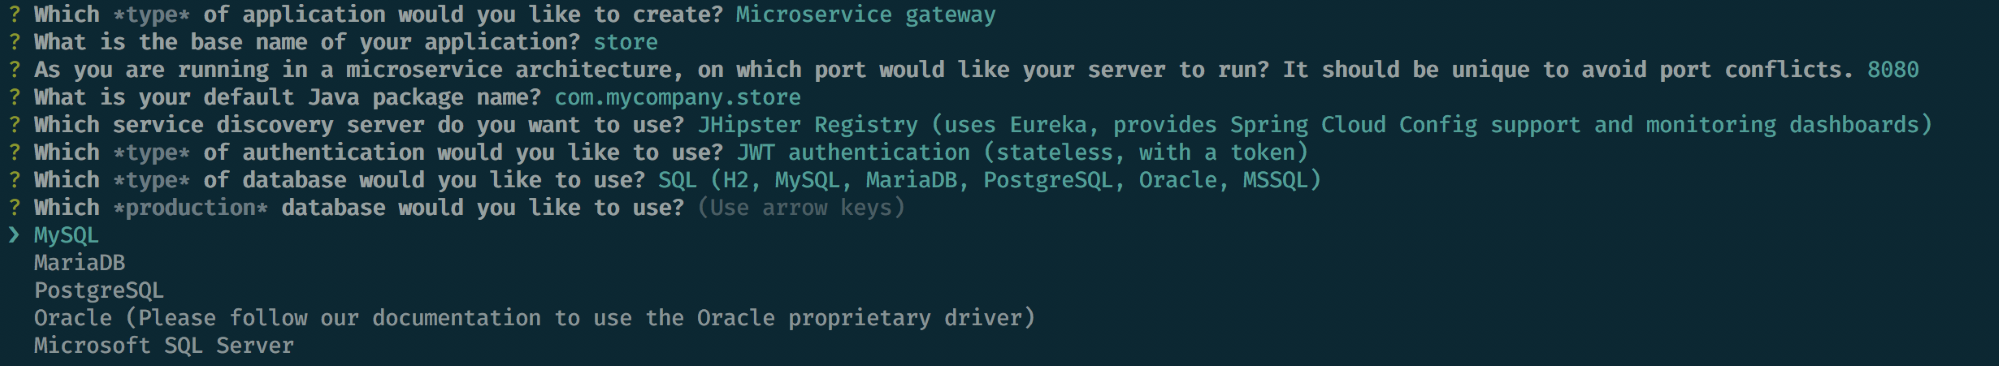 ? Which *type* of application would you like to create? Microservice gateway
? What is the base name of your application? store
? As you are running in a microservice architecture, on which port would like your server to run? It should be unique to avoid port conflicts. 8080
? What is your default Java package name? com.mycompany.store
? Which service discovery server do you want to use? JHipster Registry (uses Eureka, provides Spring Cloud Config support and monitoring dashboards)
? Which *type* of authentication would you like to use? JWT authentication (stateless, with a token)
? Which *type* of database would you like to use? SQL (H2, MySQL, MariaDB, PostgreSQL, Oracle, MSSQL)
? Which *production* database would you like to use? (Use arrow keys)
❯ MySQL
MariaDB
PostgreSQL
Oracle (Please follow our documentation to use the Oracle proprietary driver)
Microsoft SQL Server